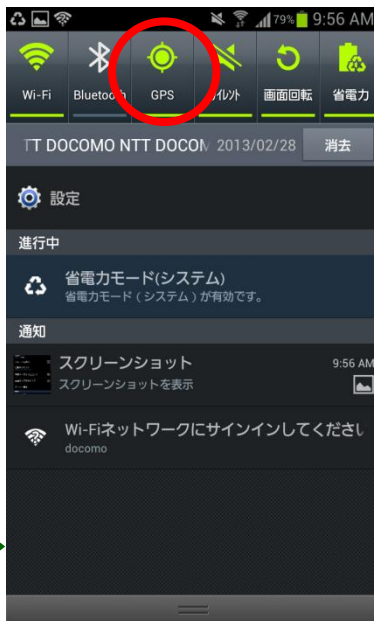 79% 9:56 AM
Wi-Fi Bluetooth GPS 画面回転 省電力
TT DOCOMO NTT DOCOM 2013/02/28 消去
設定
進行中
省電力モード(システム)
省電力モード(システム)が有効です。
通知
スクリーンショット 9:56 AM
スクリーンショットを表示
Wi-Fiネットワークにサインインしてください
docomo